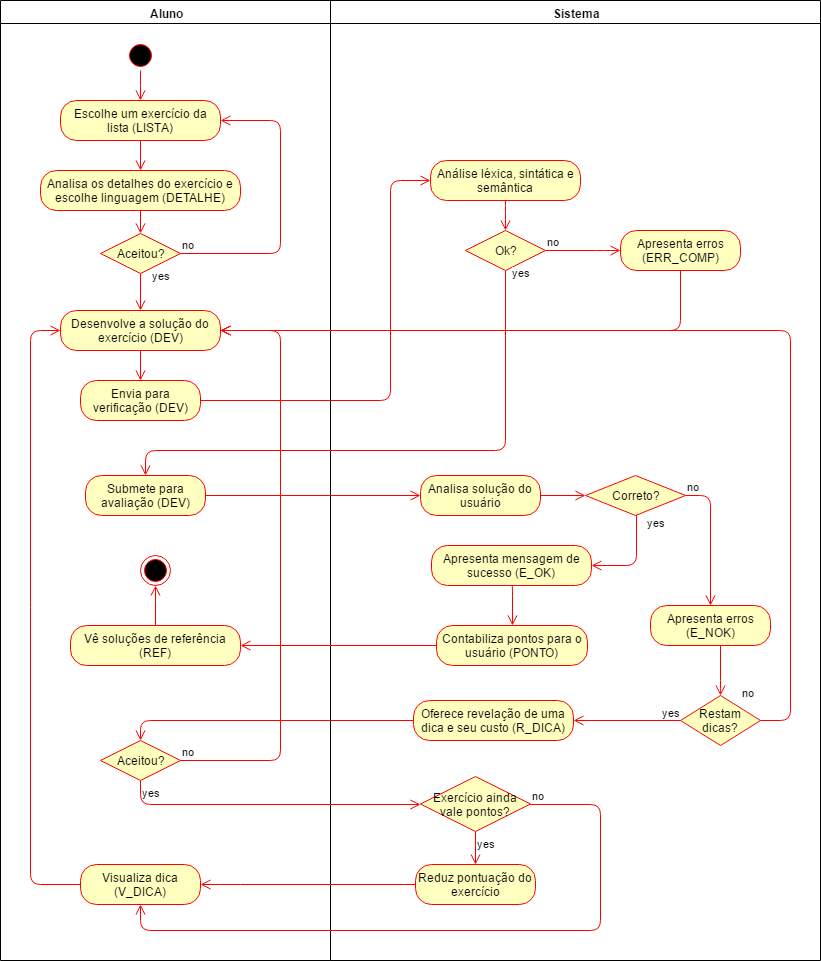 Aluno
Sistema
Escolhe um exercício da
lista (LISTA)
Analisa os detalhes do exercício e
escolhe linguagem (DETALHE)
Aceitou?
no
yes
Análise léxica, sintática e
semântica
Ok?
no
yes
Apresenta erros
(ERR_COMP)
Desenvolve a solução do
exercício (DEV)
Envia para
verificação (DEV)
Submete para
avaliação (DEV)
Analisa solução do
usuário
Correto?
no
yes
Apresenta mensagem de
sucesso (E_OK)
Apresenta erros
(E_NOK)
Contabiliza pontos para o
usuário (PONTO)
Vê soluções de referência
(REF)
Restam
dicas?
no
yes
Oferece revelação de uma
dica e seu custo (R_DICA)
Aceitou?
no
yes
Exercício ainda
vale pontos?
no
yes
Reduz pontuação do
exercício
Visualiza dica
(V_DICA)